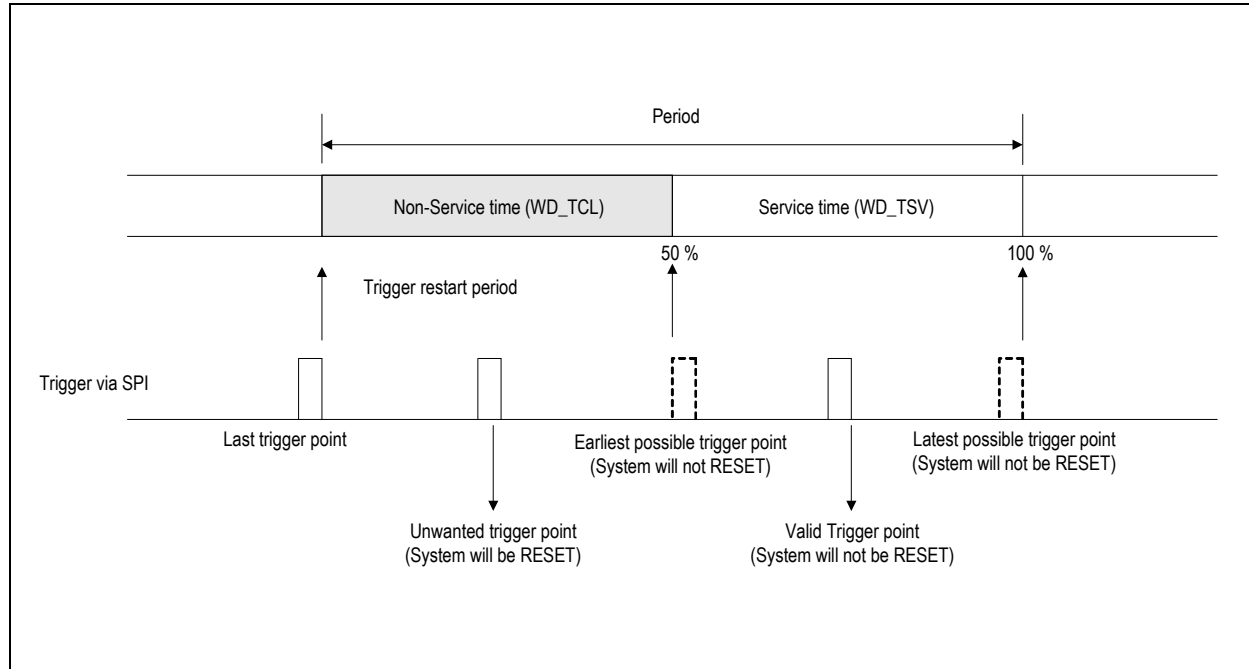 Period
Non-Service time (WD_TCL)
Service time (WD_TSV)
50 %
100 %
Trigger restart period
Trigger via SPI
Last trigger point
Earliest possible trigger point
(System will not RESET)
Latest possible trigger point
(System will not be RESET)
Unwanted trigger point
(System will be RESET)
Valid Trigger point
(System will not be RESET)